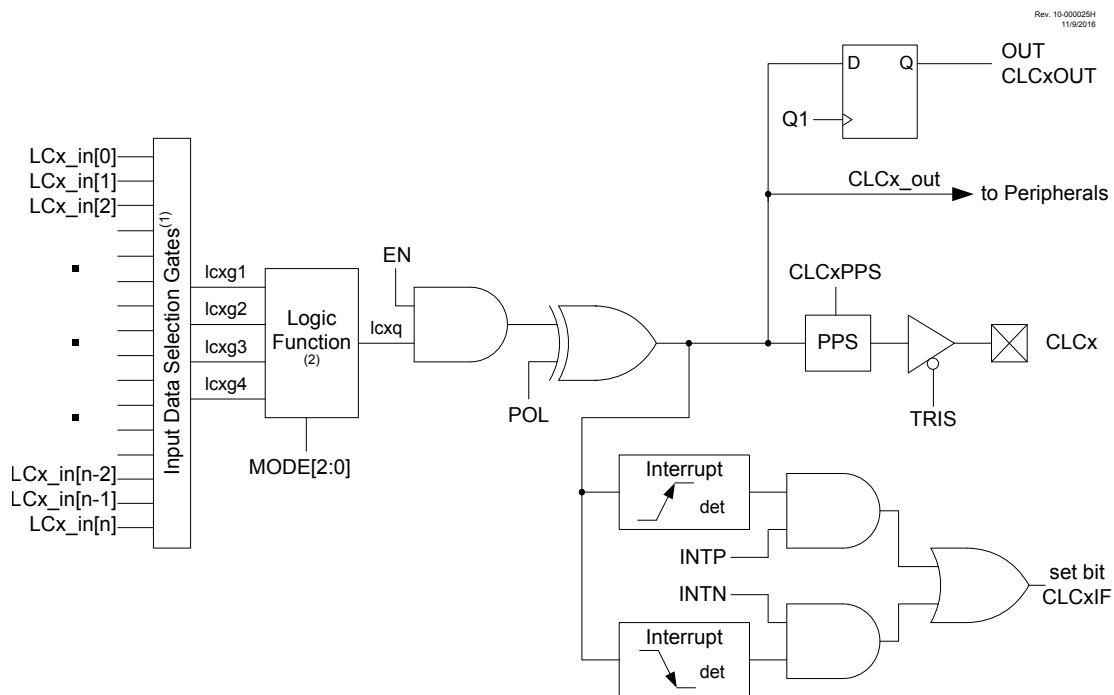 Rev. 10-000025H
11/9/2016
D Q
OUT
CLCxOUT
Q1
LCx_in[0]
LCx_in[1]
LCx_in[2]
CLCx_out
to Peripherals
Input Data Selection Gates(1)
EN
CLCxPPS
lcxg1
lcxg2
lcxg3
lcxg4
Logic
Function
(2)
lcxq
PPS
CLCx
POL
TRIS
MODE[2:0]
LCx_in[n-2]
LCx_in[n-1]
LCx_in[n]
Interrupt
det
INTP
INTN
set bit
CLCxIF
Interrupt
det